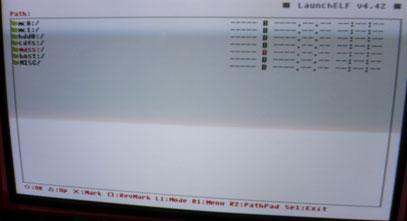 LaunchELF v4.42
Path:
mc0:/
mc1:/
hdd0:/
cdfs:/
mass:/
host:/
MISC/
○:OK △:Up ✕:Mark □:RevMark L1:Mode R1:Menu R2:PathPad Sel:Exit